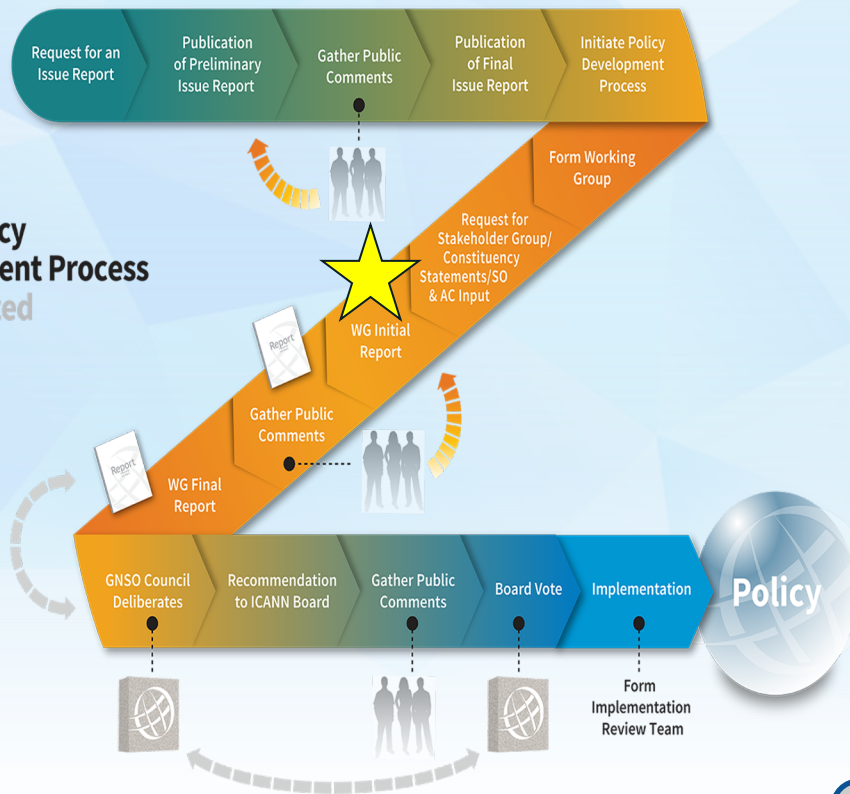 Request for an
Issue Report
Publication
of Preliminary
Issue Report
Gather Public
Comments
Publication
of Final
Issue Report
Initiate Policy
Development
Process
Form Working
Group
Request for
Stakeholder Group/
Constituency
Statements/SO
& AC Input
cy
ent Process
ted
WG Initial
Report
Report
Gather Public
Comments
Report
WG Final
Report
GNSO Council
Deliberates
Recommendation
to ICANN Board
Gather Public
Comments
Board Vote
Implementation
Policy
Form
Implementation
Review Team